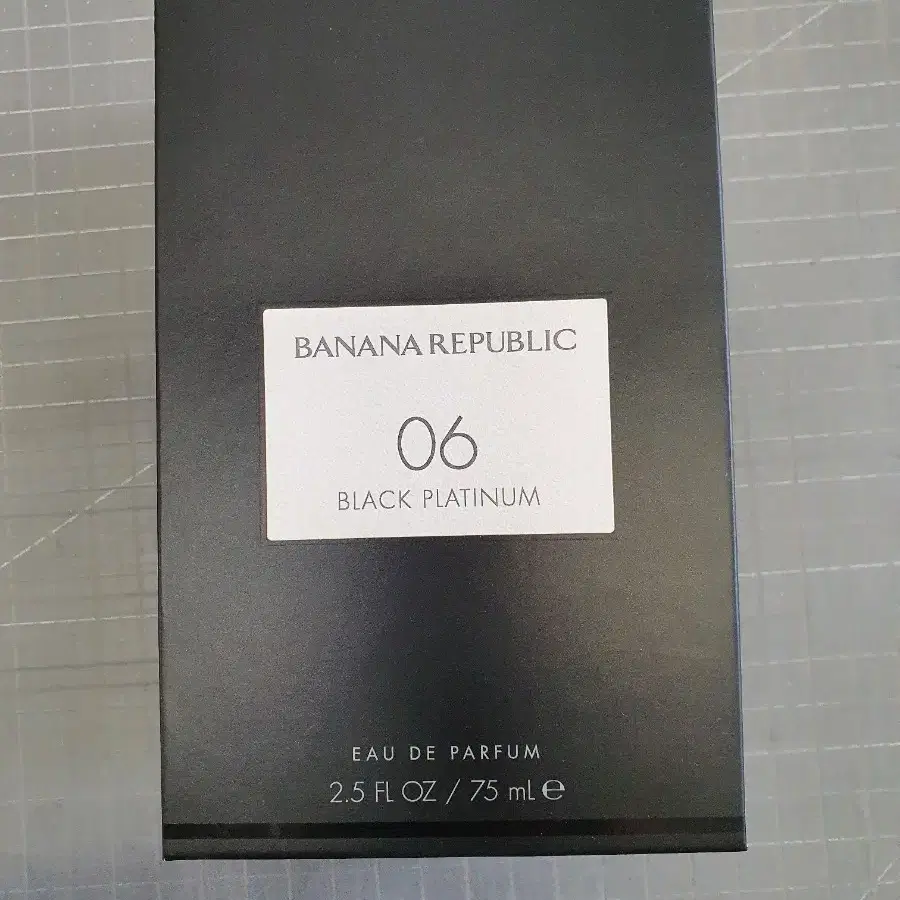 BANANA REPUBLIC
06
BLACK PLATINUM
EAU DE PARFUM
2.5 FL OZ / 75 mL ℮